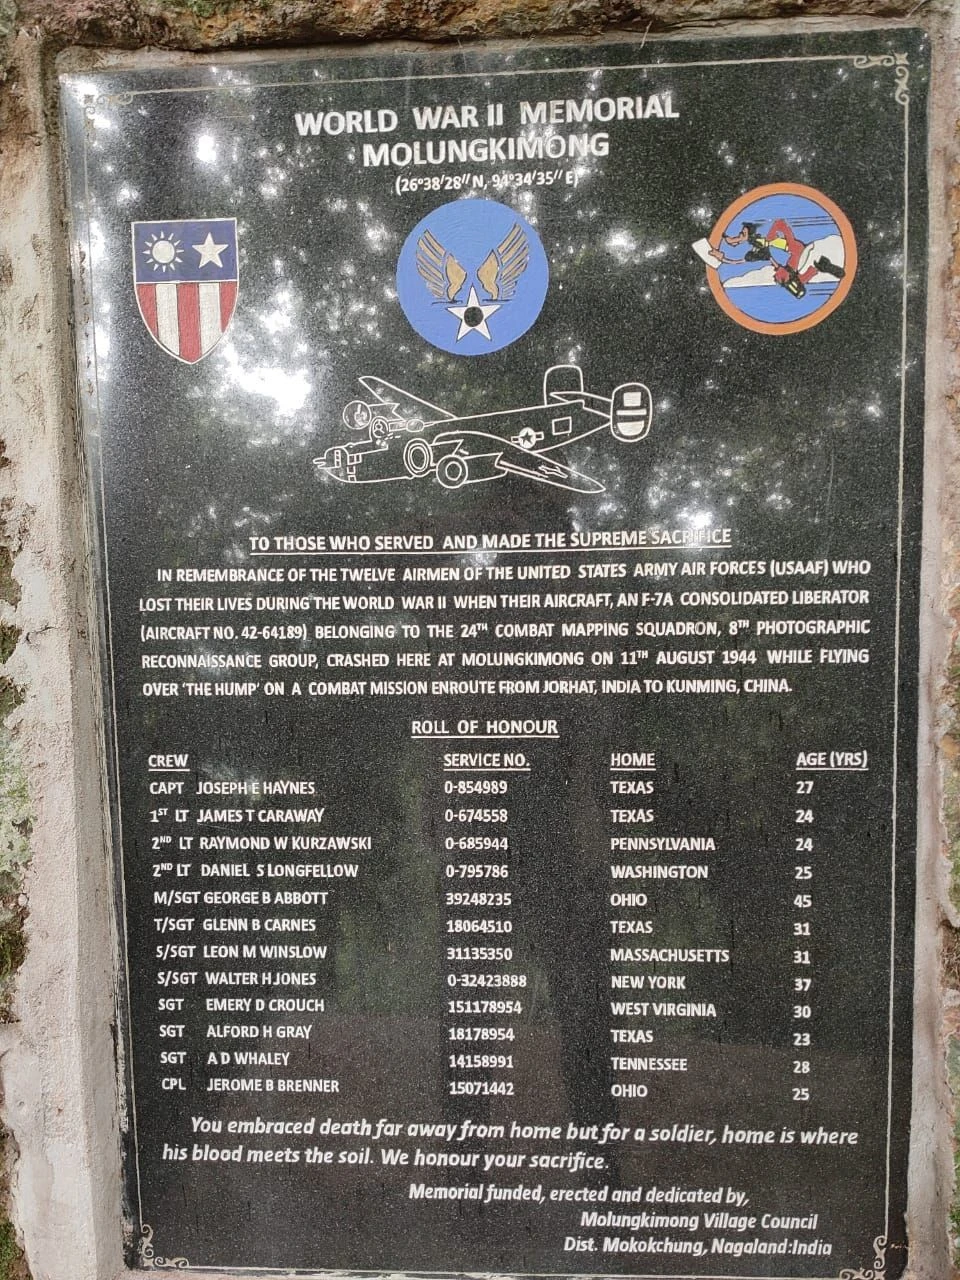 WORLD WAR II MEMORIAL
MOLUNGKIMONG
(26°38/28// N, 94°34/35// E)
TO THOSE WHO SERVED AND MADE THE SUPREME SACRIFICE
IN REMEMBRANCE OF THE TWELVE AIRMEN OF THE UNITED STATES ARMY AIR FORCES (USAAF) WHO
LOST THEIR LIVES DURING THE WORLD WAR II WHEN THEIR AIRCRAFT, AN F-7A CONSOLIDATED LIBERATOR
(AIRCRAFT NO. 42-64189) BELONGING TO THE 24TH COMBAT MAPPING SQUADRON, 8TH PHOTOGRAPHIC
RECONNAISSANCE GROUP, CRASHED HERE AT MOLUNGKIMONG ON 11TH AUGUST 1944 WHILE FLYING
OVER 'THE HUMP' ON A COMBAT MISSION ENROUTE FROM JORHAT, INDIA TO KUNMING, CHINA.
ROLL OF HONOUR
CREW SERVICE NO. HOME AGE (YRS)
CAPT JOSEPH E HAYNES 0-854989 TEXAS 27
1ST LT JAMES T CARAWAY 0-674558 TEXAS 24
2ND LT RAYMOND W KURZAWSKI 0-685944 PENNSYLVANIA 24
2ND LT DANIEL S LONGFELLOW 0-795786 WASHINGTON 25
M/SGT GEORGE B ABBOTT 39248235 OHIO 45
T/SGT GLENN B CARNES 18064510 TEXAS 31
S/SGT LEON M WINSLOW 31135350 MASSACHUSETTS 31
S/SGT WALTER H JONES 0-32423888 NEW YORK 37
SGT EMERY D CROUCH 151178954 WEST VIRGINIA 30
SGT ALFORD H GRAY 18178954 TEXAS 23
SGT A D WHALEY 14158991 TENNESSEE 28
CPL JEROME B BRENNER 15071442 OHIO 25
You embraced death far away from home but for a soldier, home is where
his blood meets the soil. We honour your sacrifice.
Memorial funded, erected and dedicated by,
Molungkimong Village Council
Dist. Mokokchung, Nagaland:India